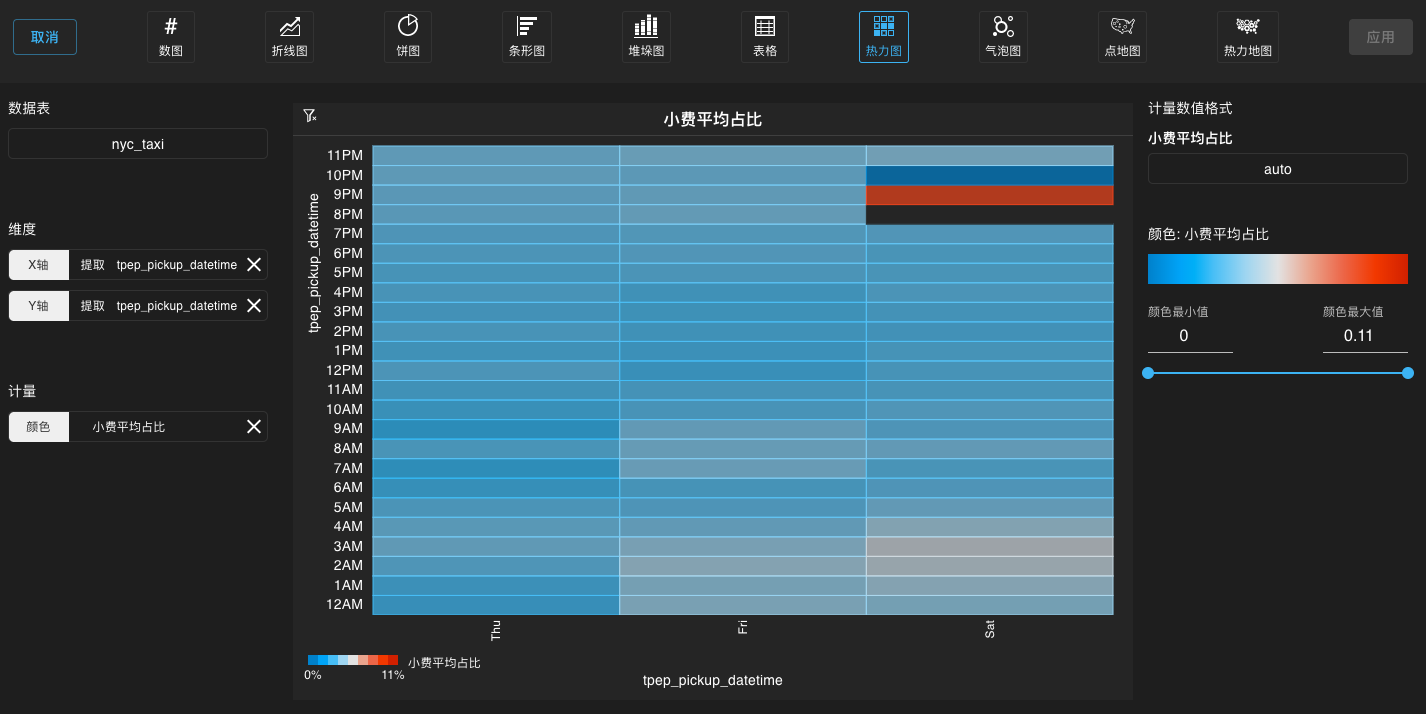 取消
数图
折线图
饼图
条形图
堆垛图
表格
热力图
气泡图
点地图
热力地图
应用
数据表
nyc_taxi
维度
X轴 提取 tpep_pickup_datetime
Y轴 提取 tpep_pickup_datetime
计量
颜色 小费平均占比
小费平均占比
tpep_pickup_datetime
11PM
10PM
9PM
8PM
7PM
6PM
5PM
4PM
3PM
2PM
1PM
12PM
11AM
10AM
9AM
8AM
7AM
6AM
5AM
4AM
3AM
2AM
1AM
12AM
Thu Fri Sat
小费平均占比
0% 11%
tpep_pickup_datetime
计量数值格式
小费平均占比
auto
颜色: 小费平均占比
颜色最小值 颜色最大值
0 0.11